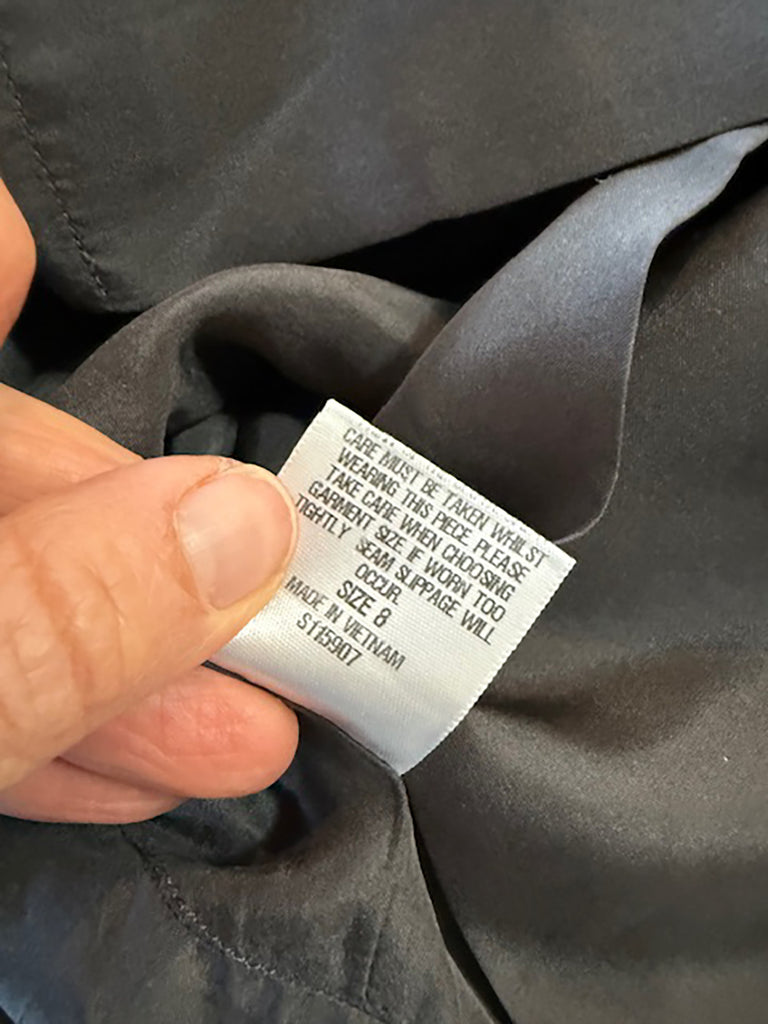 CARE MUST BE TAKEN WHILST
WEARING THIS PIECE. PLEASE
TAKE CARE WHEN CHOOSING
GARMENT SIZE IF WORN TOO
TIGHTLY SEAM SLIPPAGE WILL
OCCUR.
SIZE 8
MADE IN VIETNAM
S115907